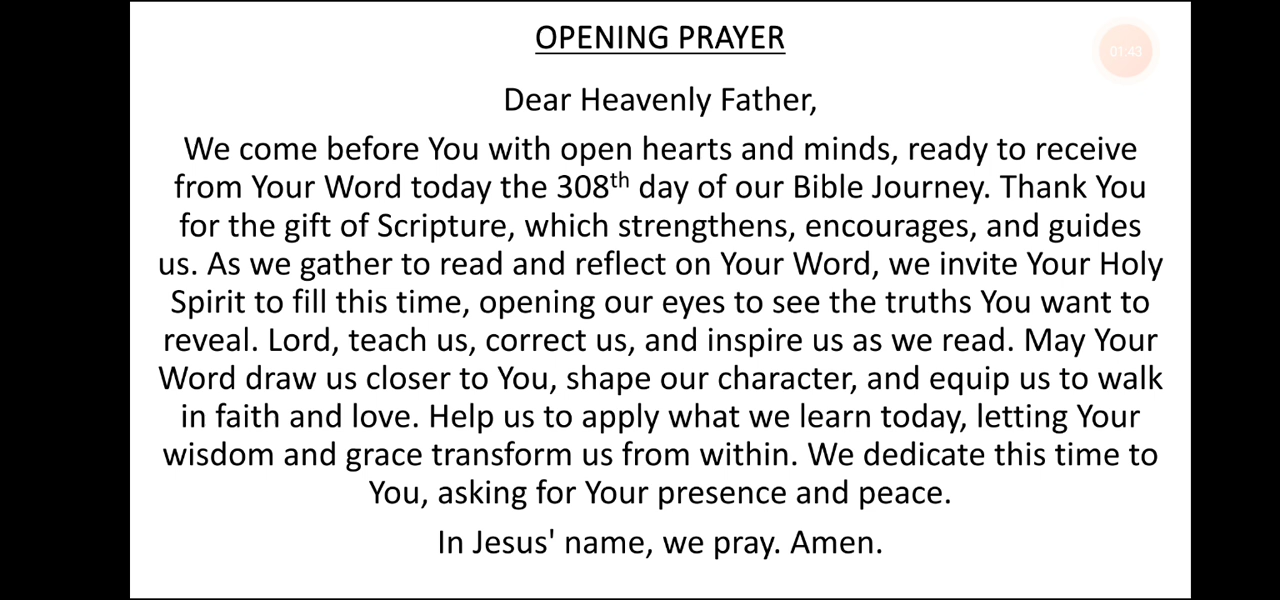 OPENING PRAYER
01:43
Dear Heavenly Father,
We come before You with open hearts and minds, ready to receive
from Your Word today the 308th day of our Bible Journey. Thank You
for the gift of Scripture, which strengthens, encourages, and guides
us. As we gather to read and reflect on Your Word, we invite Your Holy
Spirit to fill this time, opening our eyes to see the truths You want to
reveal. Lord, teach us, correct us, and inspire us as we read. May Your
Word draw us closer to You, shape our character, and equip us to walk
in faith and love. Help us to apply what we learn today, letting Your
wisdom and grace transform us from within. We dedicate this time to
You, asking for Your presence and peace.
In Jesus' name, we pray. Amen.